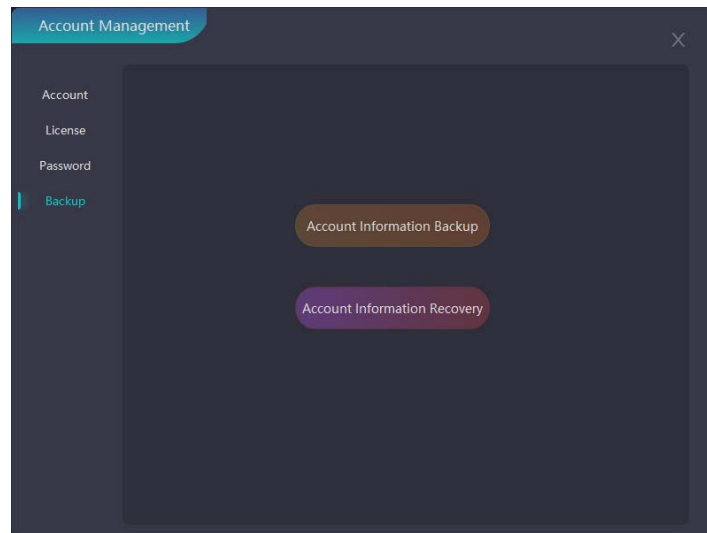 Account Management
X
Account
License
Password
Backup
Account Information Backup
Account Information Recovery